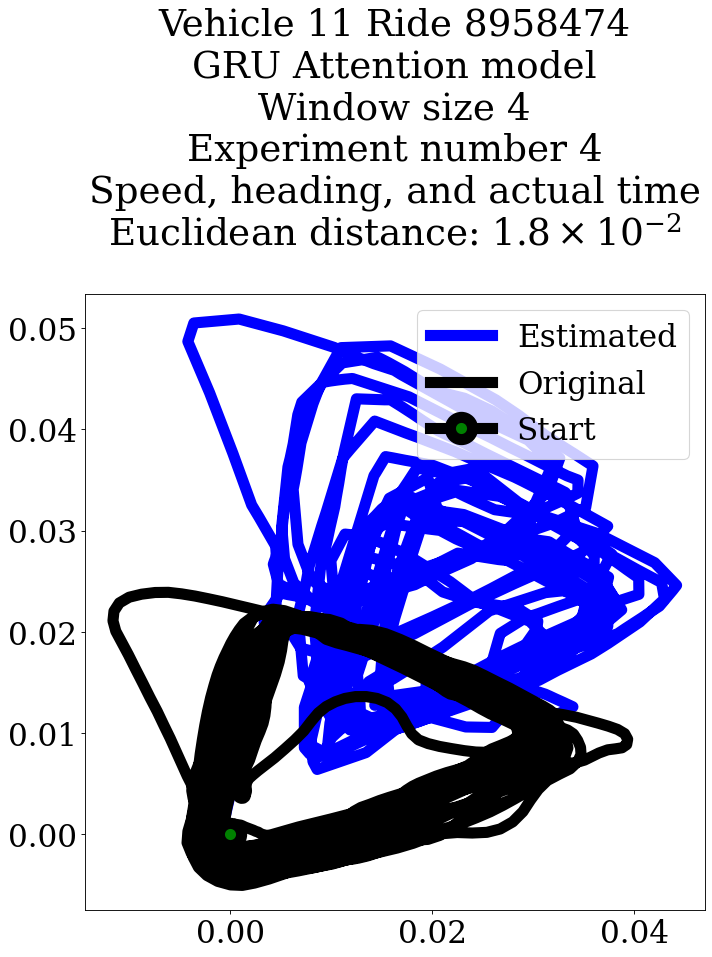 Vehicle 11 Ride 8958474
GRU Attention model
Window size 4
Experiment number 4
Speed, heading, and actual time
Euclidean distance: 1.8 × 10⁻²
Estimated
Original
Start
0.05
0.04
0.03
0.02
0.01
0.00
0.00 0.02 0.04